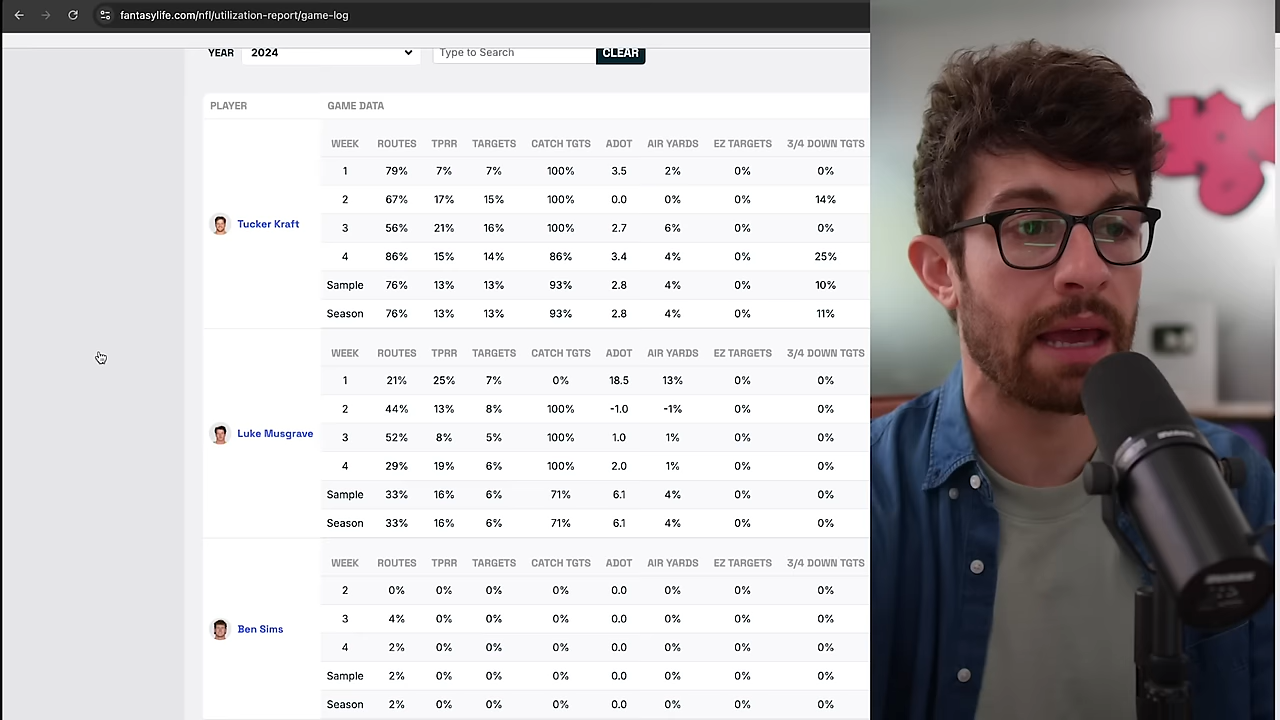 fantasylife.com/nfl/utilization-report/game-log
YEAR 2024 Type to Search CLEAR
PLAYER GAME DATA
WEEK ROUTES TPRR TARGETS CATCH TGTS ADOT AIR YARDS EZ TARGETS 3/4 DOWN TGTS
1 79% 7% 7% 100% 3.5 2% 0% 0%
2 67% 17% 15% 100% 0.0 0% 0% 14%
Tucker Kraft
3 56% 21% 16% 100% 2.7 6% 0% 0%
4 86% 15% 14% 86% 3.4 4% 0% 25%
Sample 76% 13% 13% 93% 2.8 4% 0% 10%
Season 76% 13% 13% 93% 2.8 4% 0% 11%
WEEK ROUTES TPRR TARGETS CATCH TGTS ADOT AIR YARDS EZ TARGETS 3/4 DOWN TGTS
1 21% 25% 7% 0% 18.5 13% 0% 0%
2 44% 13% 8% 100% -1.0 -1% 0% 0%
Luke Musgrave
3 52% 8% 5% 100% 1.0 1% 0% 0%
4 29% 19% 6% 100% 2.0 1% 0% 0%
Sample 33% 16% 6% 71% 6.1 4% 0% 0%
Season 33% 16% 6% 71% 6.1 4% 0% 0%
WEEK ROUTES TPRR TARGETS CATCH TGTS ADOT AIR YARDS EZ TARGETS 3/4 DOWN TGTS
2 0% 0% 0% 0% 0.0 0% 0% 0%
3 4% 0% 0% 0% 0.0 0% 0% 0%
Ben Sims
4 2% 0% 0% 0% 0.0 0% 0% 0%
Sample 2% 0% 0% 0% 0.0 0% 0% 0%
Season 2% 0% 0% 0% 0.0 0% 0% 0%